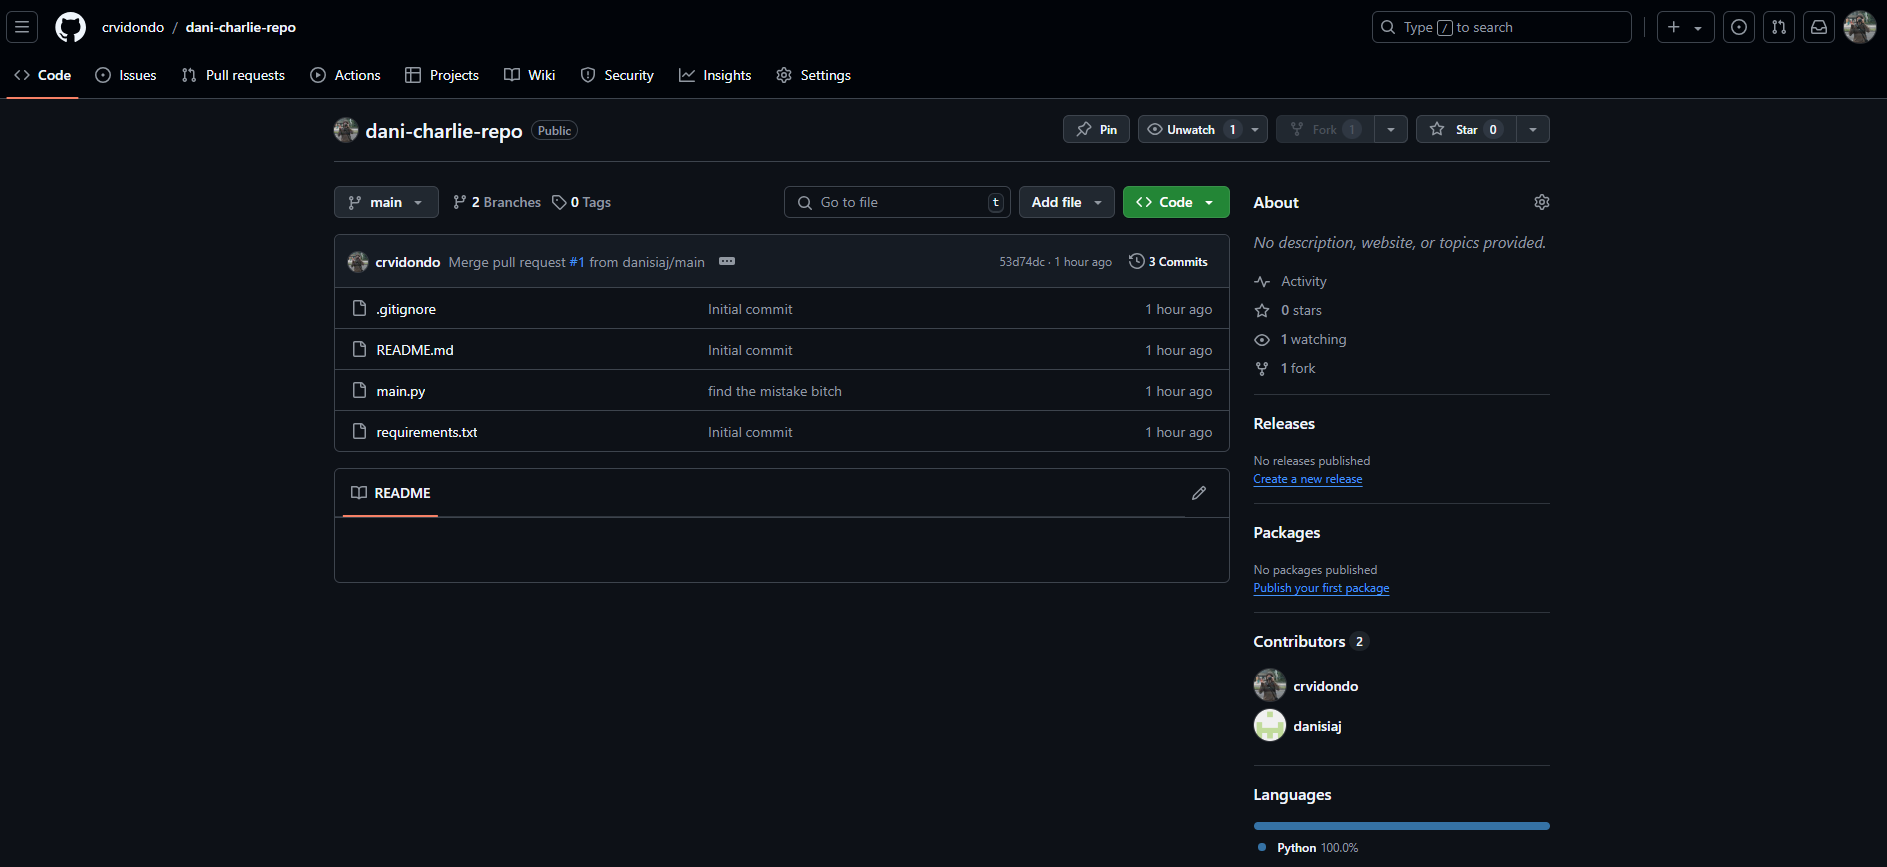 crvidondo / dani-charlie-repo
Type / to search
Code Issues Pull requests Actions Projects Wiki Security Insights Settings
dani-charlie-repo Public
Pin Unwatch 1 Fork 1 Star 0
main 2 Branches 0 Tags
Go to file t Add file Code
crvidondo Merge pull request #1 from danisiaj/main 53d74dc · 1 hour ago 3 Commits
.gitignore Initial commit 1 hour ago
README.md Initial commit 1 hour ago
main.py find the mistake bitch 1 hour ago
requirements.txt Initial commit 1 hour ago
README
About
No description, website, or topics provided.
Activity
0 stars
1 watching
1 fork
Releases
No releases published
Create a new release
Packages
No packages published
Publish your first package
Contributors 2
crvidondo
danisiaj
Languages
Python 100.0%